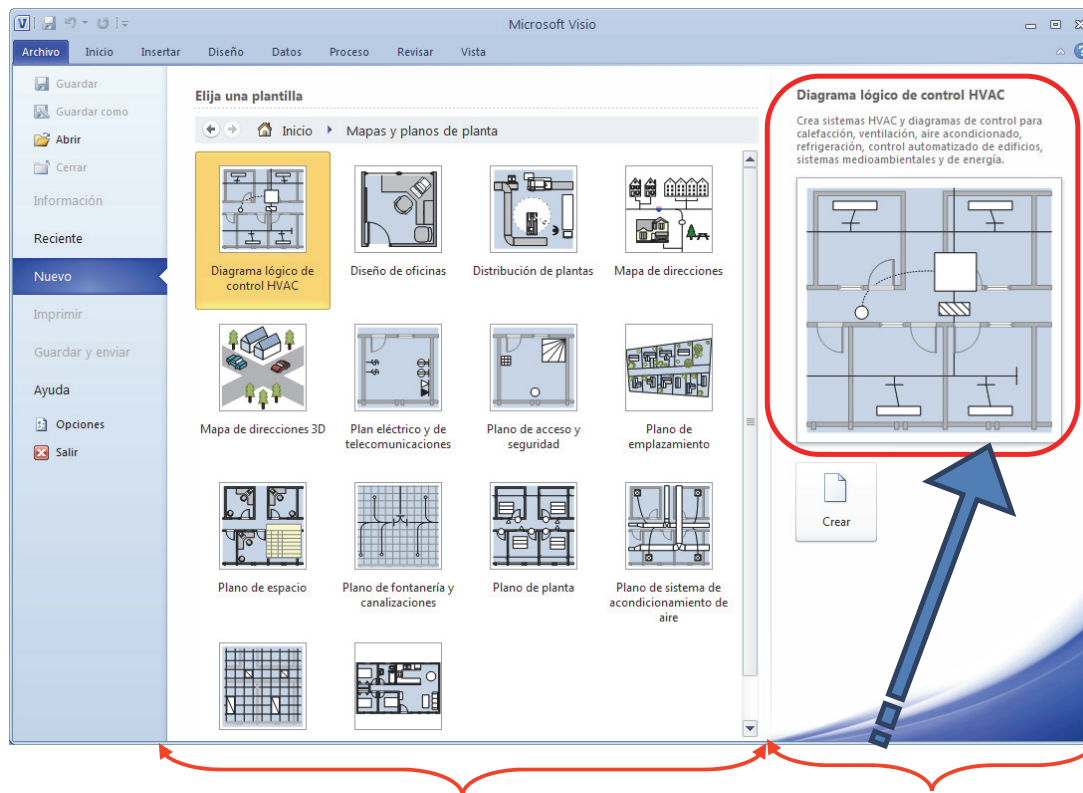 Microsoft Visio
Archivo Inicio Insertar Diseño Datos Proceso Revisar Vista
Guardar
Guardar como
Abrir
Cerrar
Información
Reciente
Nuevo
Imprimir
Guardar y enviar
Ayuda
Opciones
Salir
Elija una plantilla
Inicio Mapas y planos de planta
Diagrama lógico de
control HVAC
Diseño de oficinas
Distribución de plantas
Mapa de direcciones
Mapa de direcciones 3D
Plan eléctrico y de
telecomunicaciones
Plano de acceso y
seguridad
Plano de
emplazamiento
Plano de espacio
Plano de fontanería y
canalizaciones
Plano de planta
Plano de sistema de
acondicionamiento de
aire
Diagrama lógico de control HVAC
Crea sistemas HVAC y diagramas de control para
calefacción, ventilación, aire acondicionado,
refrigeración, control automatizado de edificios,
sistemas medioambientales y de energía.
Crear